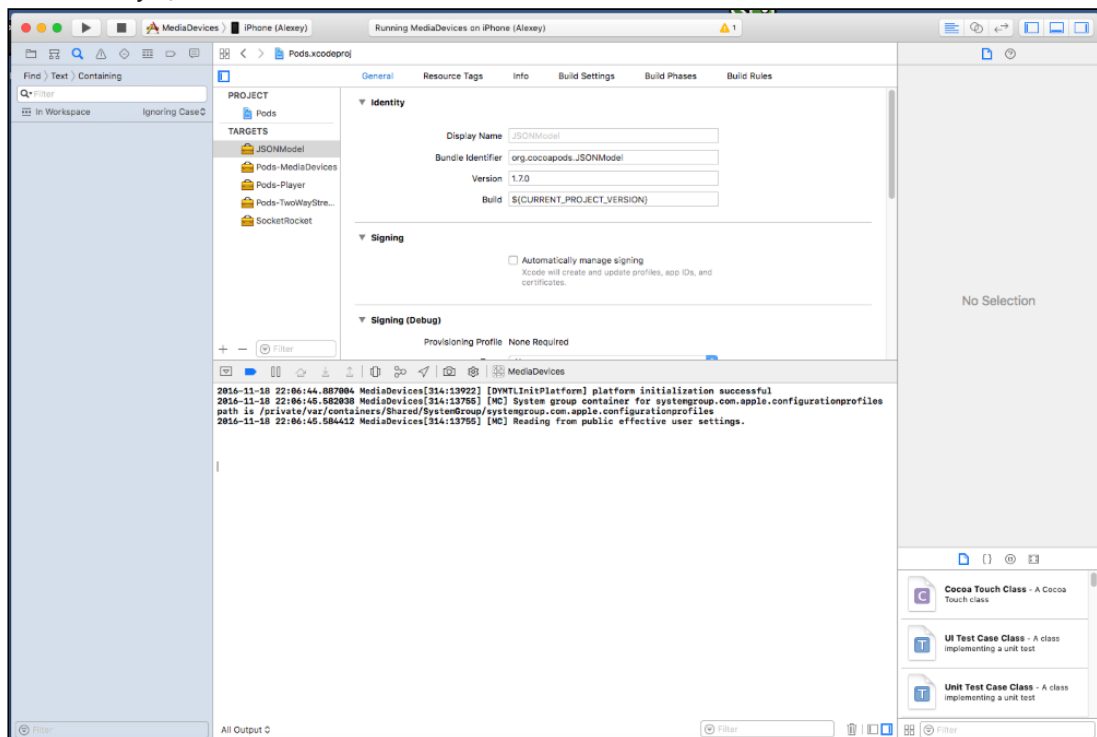 MediaDevices
iPhone (Alexey)
Running MediaDevices on iPhone (Alexey)
1
Pods.xcodeproj
Find
Text
Containing
Filter
In Workspace
Ignoring Case
General
Resource Tags
Info
Build Settings
Build Phases
Build Rules
PROJECT
Pods
TARGETS
JSONModel
Pods-MediaDevices
Pods-Player
Pods-TwoWayStre...
SocketRocket
Filter
Identity
Display Name JSONModel
Bundle Identifier org.cocoapods.JSONModel
Version 1.7.0
Build ${CURRENT_PROJECT_VERSION}
Signing
Automatically manage signing
Xcode will create and update profiles, app IDs, and
certificates.
Signing (Debug)
Provisioning Profile None Required
No Selection
MediaDevices
2016-11-18 22:06:44.887004 MediaDevices[314:13922] [DYMTLInitPlatform] platform initialization successful
2016-11-18 22:06:45.582038 MediaDevices[314:13755] [MC] System group container for systemgroup.com.apple.configurationprofiles
path is /private/var/containers/Shared/SystemGroup/systemgroup.com.apple.configurationprofiles
2016-11-18 22:06:45.584412 MediaDevices[314:13755] [MC] Reading from public effective user settings.
Cocoa Touch Class - A Cocoa
Touch class
UI Test Case Class - A class
implementing a unit test
Unit Test Case Class - A class
implementing a unit test
Filter
All Output
Filter
Filter